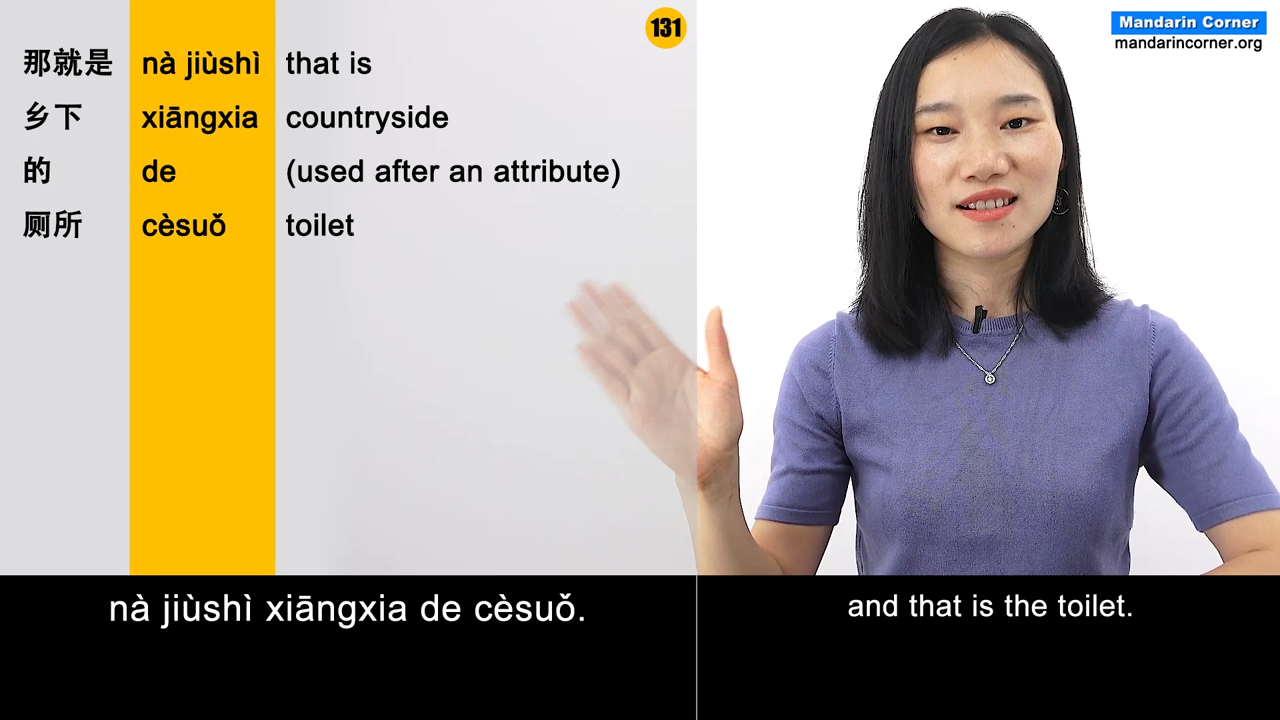 131
那就是 nà jiùshì that is
乡下 xiāngxia countryside
的 de (used after an attribute)
厕所 cèsuǒ toilet
Mandarin Corner
mandarincorner.org
nà jiùshì xiāngxia de cèsuǒ.
and that is the toilet.